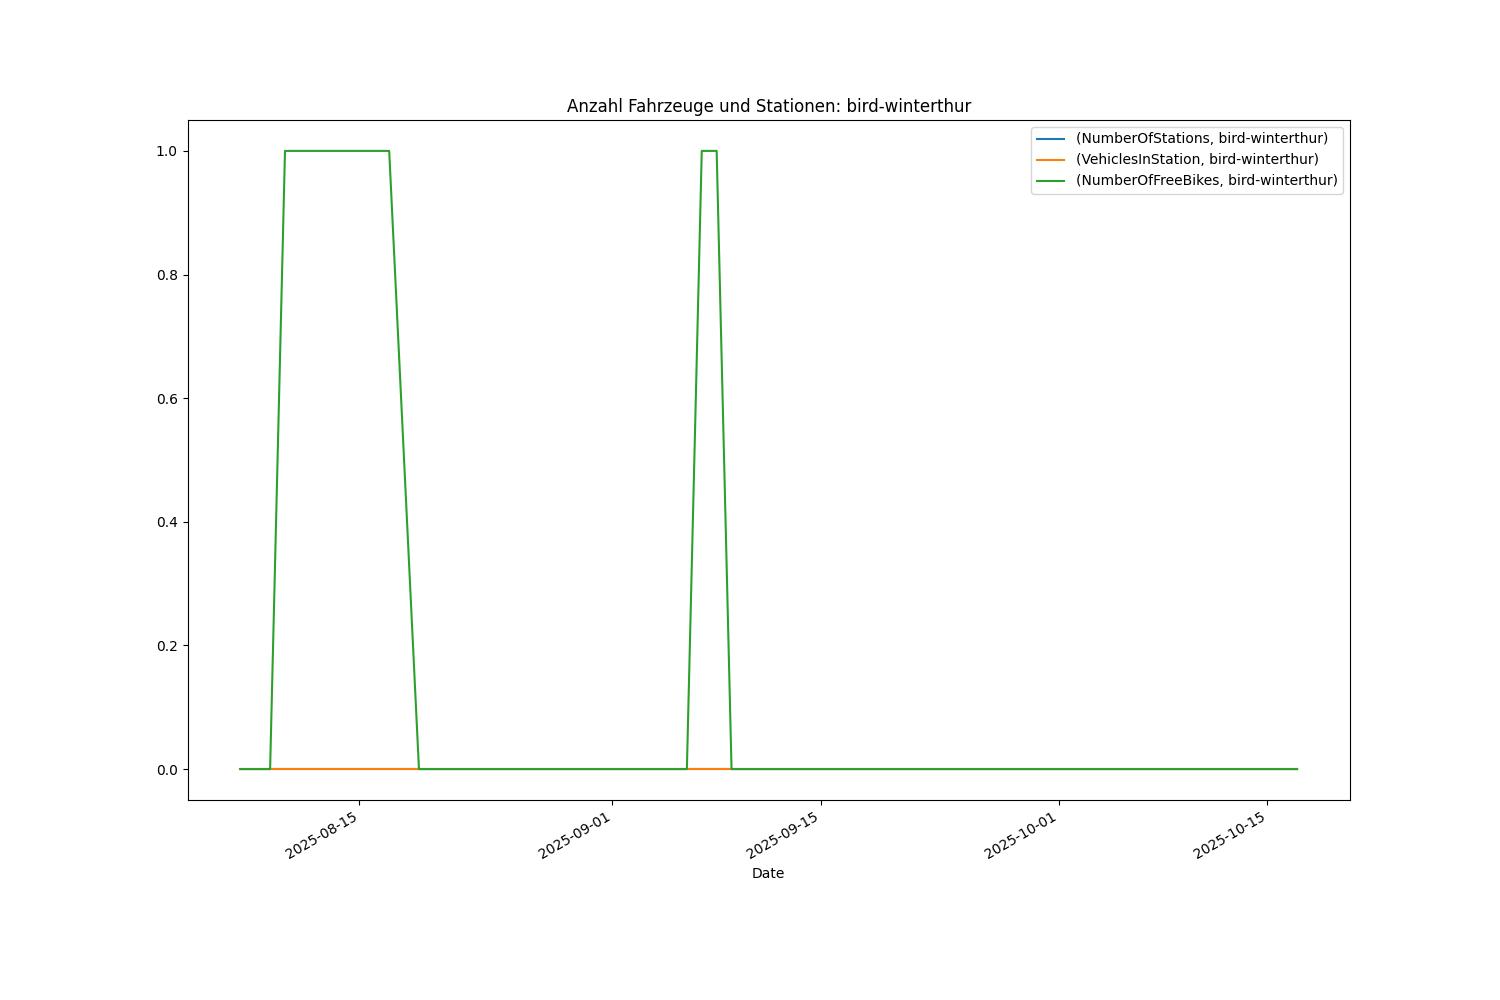 Anzahl Fahrzeuge und Stationen: bird-winterthur
(NumberOfStations, bird-winterthur)
(VehiclesInStation, bird-winterthur)
(NumberOfFreeBikes, bird-winterthur)
1.0
0.8
0.6
0.4
0.2
0.0
2025-08-15
2025-09-01
2025-09-15
2025-10-01
2025-10-15
Date